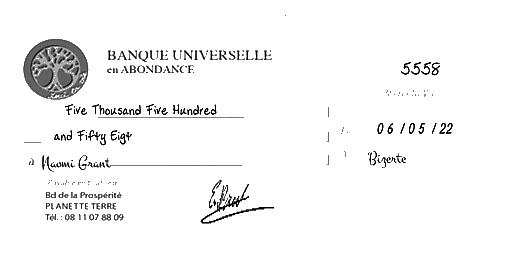 BANQUE UNIVERSELLE
en ABONDANCE
5558
Five Thousand Five Hundred
and Fifty Eigt
06/05/22
à Naomi Grant
Bizerte
Bd de la Prospérité
PLANETTE TERRE
Tél. : 08 11 07 88 09